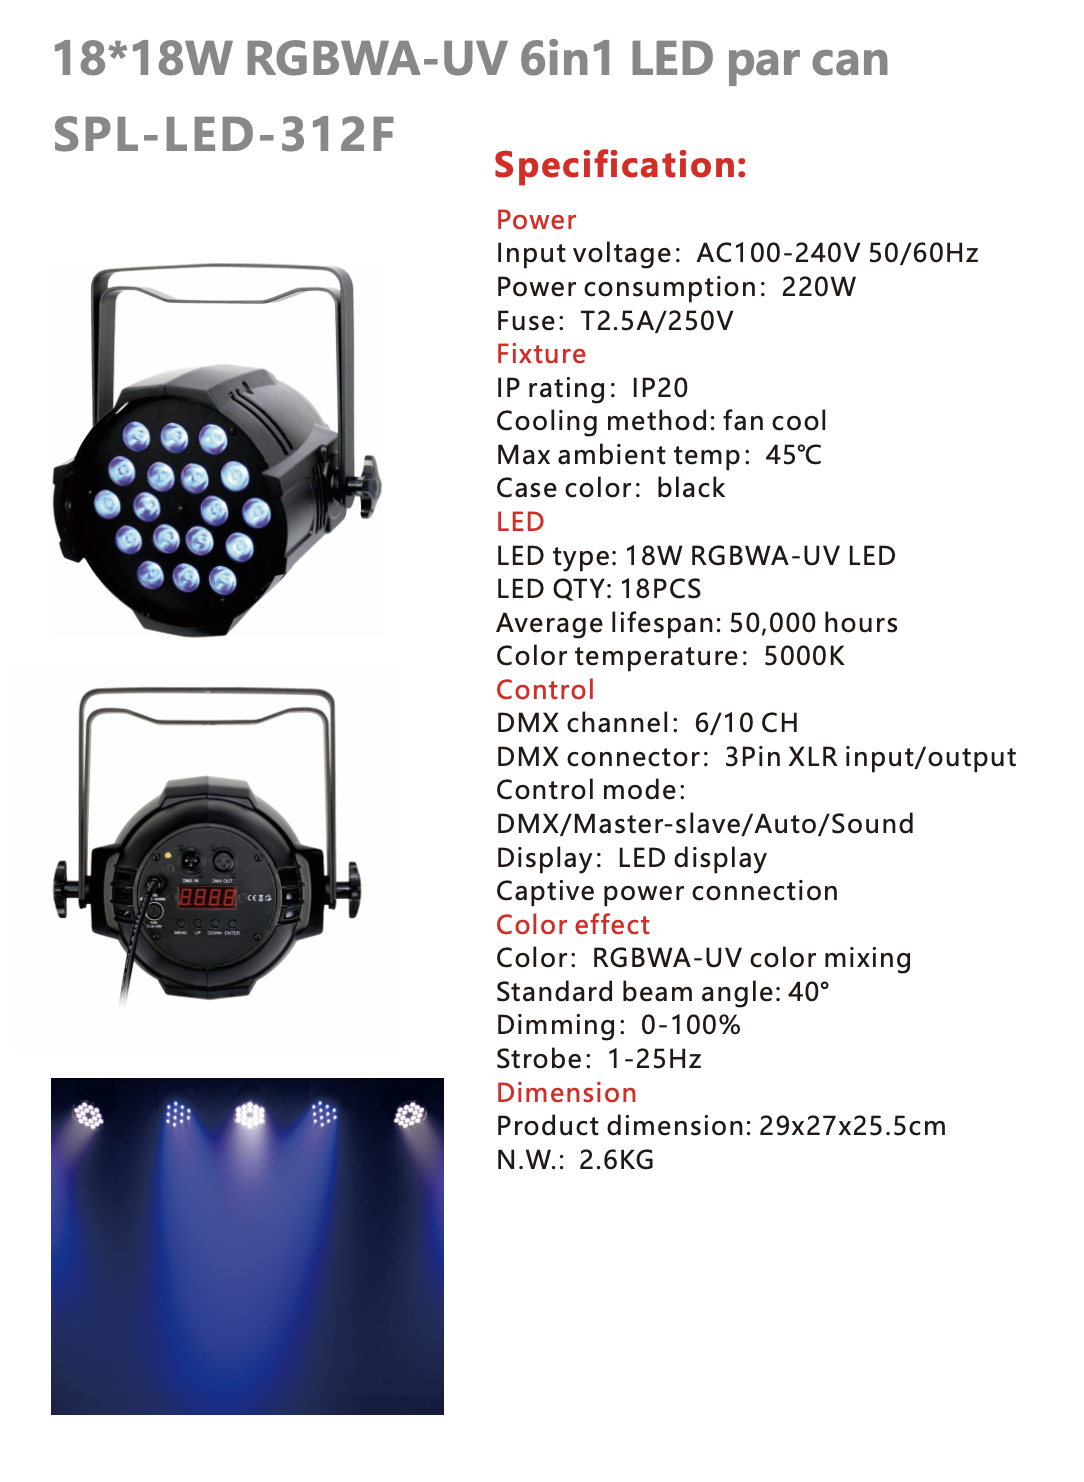 18*18W RGBWA-UV 6in1 LED par can
SPL-LED-312F
Specification:
Power
Input voltage：AC100-240V 50/60Hz
Power consumption：220W
Fuse：T2.5A/250V
Fixture
IP rating：IP20
Cooling method: fan cool
Max ambient temp：45℃
Case color：black
LED
LED type: 18W RGBWA-UV LED
LED QTY: 18PCS
Average lifespan: 50,000 hours
Color temperature：5000K
Control
DMX channel：6/10 CH
DMX connector：3Pin XLR input/output
Control mode：
DMX/Master-slave/Auto/Sound
Display：LED display
Captive power connection
Color effect
Color：RGBWA-UV color mixing
Standard beam angle: 40°
Dimming：0-100%
Strobe：1-25Hz
Dimension
Product dimension: 29x27x25.5cm
N.W.：2.6KG
DMX IN DMX OUT
8.8.8.8.
CE
MENU UP DOWN ENTER